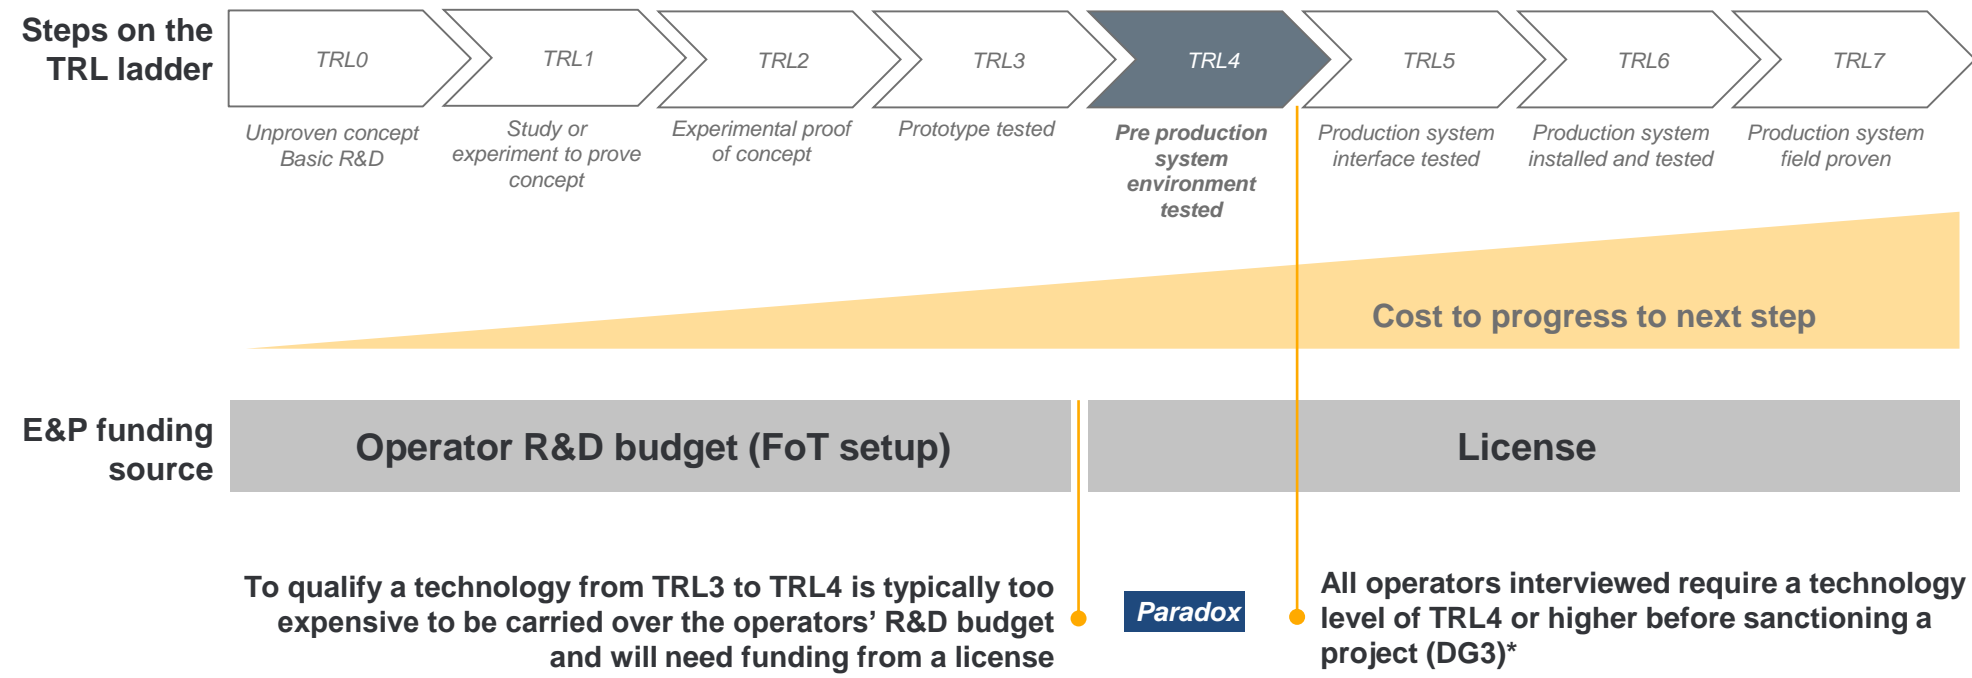 Steps on the
TRL ladder
TRL0
TRL1
TRL2
TRL3
TRL4
TRL5
TRL6
TRL7
Unproven concept
Basic R&D
Study or
experiment to prove
concept
Experimental proof
of concept
Prototype tested
Pre production
system
environment
tested
Production system
interface tested
Production system
installed and tested
Production system
field proven
Cost to progress to next step
E&P funding
source
Operator R&D budget (FoT setup)
License
To qualify a technology from TRL3 to TRL4 is typically too
expensive to be carried over the operators’ R&D budget
and will need funding from a license
Paradox
All operators interviewed require a technology
level of TRL4 or higher before sanctioning a
project (DG3)*